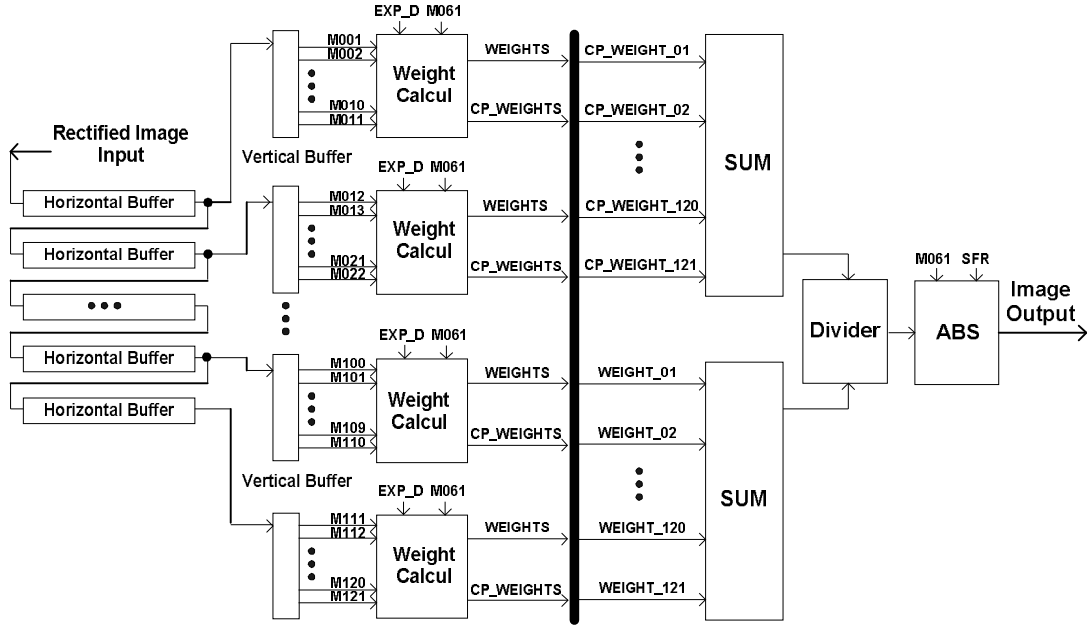 EXP_D M061
M001
M002
M010
M011
Weight
Calcul
WEIGHTS
CP_WEIGHTS
CP_WEIGHT_01
CP_WEIGHT_02
CP_WEIGHT_120
CP_WEIGHT_121
SUM
Rectified Image
Input
Vertical Buffer
Horizontal Buffer
Horizontal Buffer
Horizontal Buffer
Horizontal Buffer
EXP_D M061
M012
M013
M021
M022
Weight
Calcul
WEIGHTS
CP_WEIGHTS
M061 SFR
Divider
ABS
Image
Output
EXP_D M061
M100
M101
M109
M110
Weight
Calcul
WEIGHTS
CP_WEIGHTS
WEIGHT_01
WEIGHT_02
WEIGHT_120
WEIGHT_121
SUM
Vertical Buffer
EXP_D M061
M111
M112
M120
M121
Weight
Calcul
WEIGHTS
CP_WEIGHTS